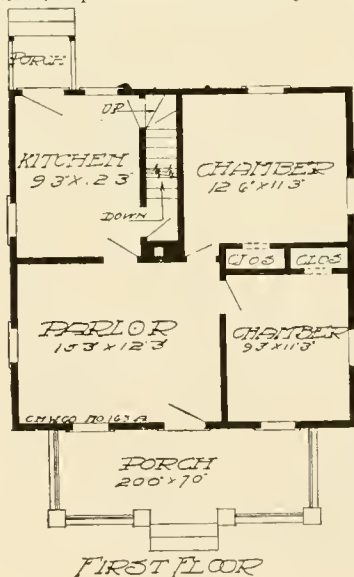 PORCH
UP
KITCHEN
9'3" X 12'3"
DOWN
CHAMBER
12'6" X 11'3"
CLOS
CLOS
PARLOR
15'3" X 12'3"
CHAMBER
9'3" X 11'3"
PORCH
20'0" X 7'0"
FIRST FLOOR